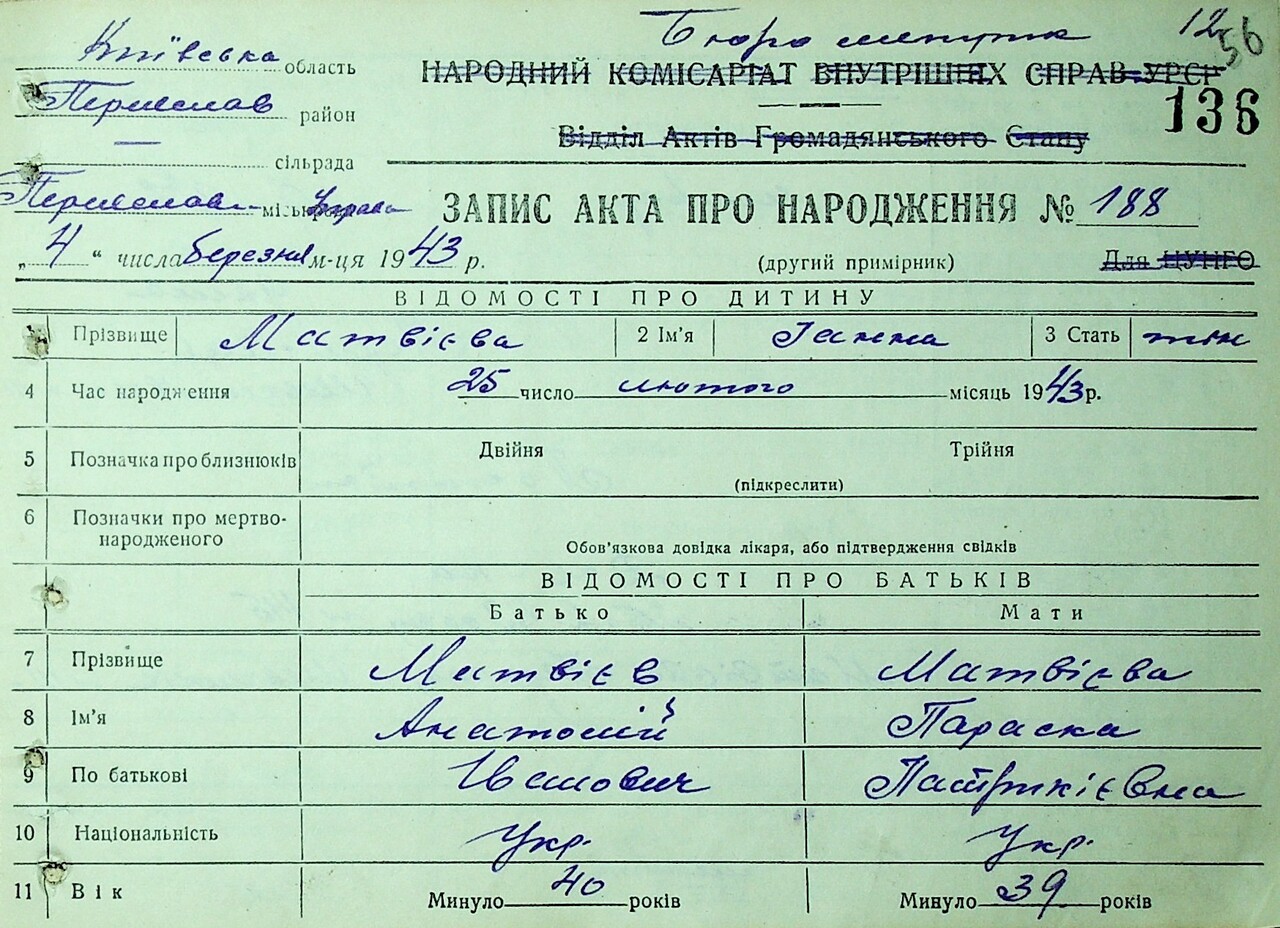 Київська область
Переяслав район
— сільрада
Переяслав міськ Управа
„4“ числа березня м-ця 1943 р.
Бюро метрик 12 56
НАРОДНИЙ КОМІСАРІАТ ВНУТРІШНІХ СПРАВ УРСР
136
Відділ Актів Громадянського Стану
ЗАПИС АКТА ПРО НАРОДЖЕННЯ № 188
(другий примірник) Для ЦУНГО
ВІДОМОСТІ ПРО ДИТИНУ
Прізвище Матвієва 2 Ім'я Ганна 3 Стать
4 Час народження 25 число лютого місяць 1943 р.
5 Позначка про близнюків Двійня Трійня
(підкреслити)
6 Позначки про мертво-
народженого
Обов'язкова довідка лікаря, або підтвердження свідків
ВІДОМОСТІ ПРО БАТЬКІВ
Батько Мати
7 Прізвище Матвієв Матвієва
8 Ім'я Анатолій Параска
9 По батькові Іванович Патрикієвна
10 Національність Укр. Укр.
11 Вік Минуло 40 років Минуло 39 років